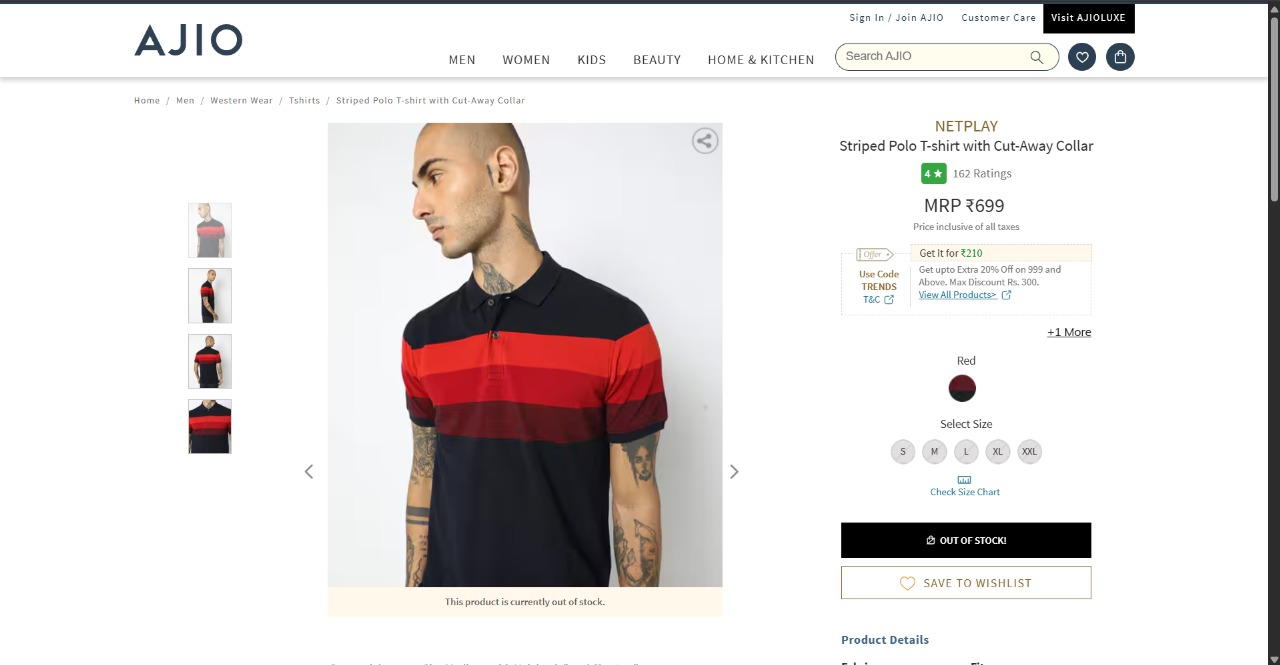 Sign In / Join AJIO
Customer Care
Visit AJIOLUXE
AJIO
MEN
WOMEN
KIDS
BEAUTY
HOME & KITCHEN
Search AJIO
Home / Men / Western Wear / Tshirts / Striped Polo T-shirt with Cut-Away Collar
NETPLAY
Striped Polo T-shirt with Cut-Away Collar
4 ★ 162 Ratings
MRP ₹699
Price inclusive of all taxes
Offer
Use Code
TRENDS
T&C
Get it for ₹210
Get upto Extra 20% Off on 999 and
Above. Max Discount Rs. 300.
View All Products>
+1 More
Red
Select Size
S
M
L
XL
XXL
Check Size Chart
OUT OF STOCK!
SAVE TO WISHLIST
This product is currently out of stock.
Product Details